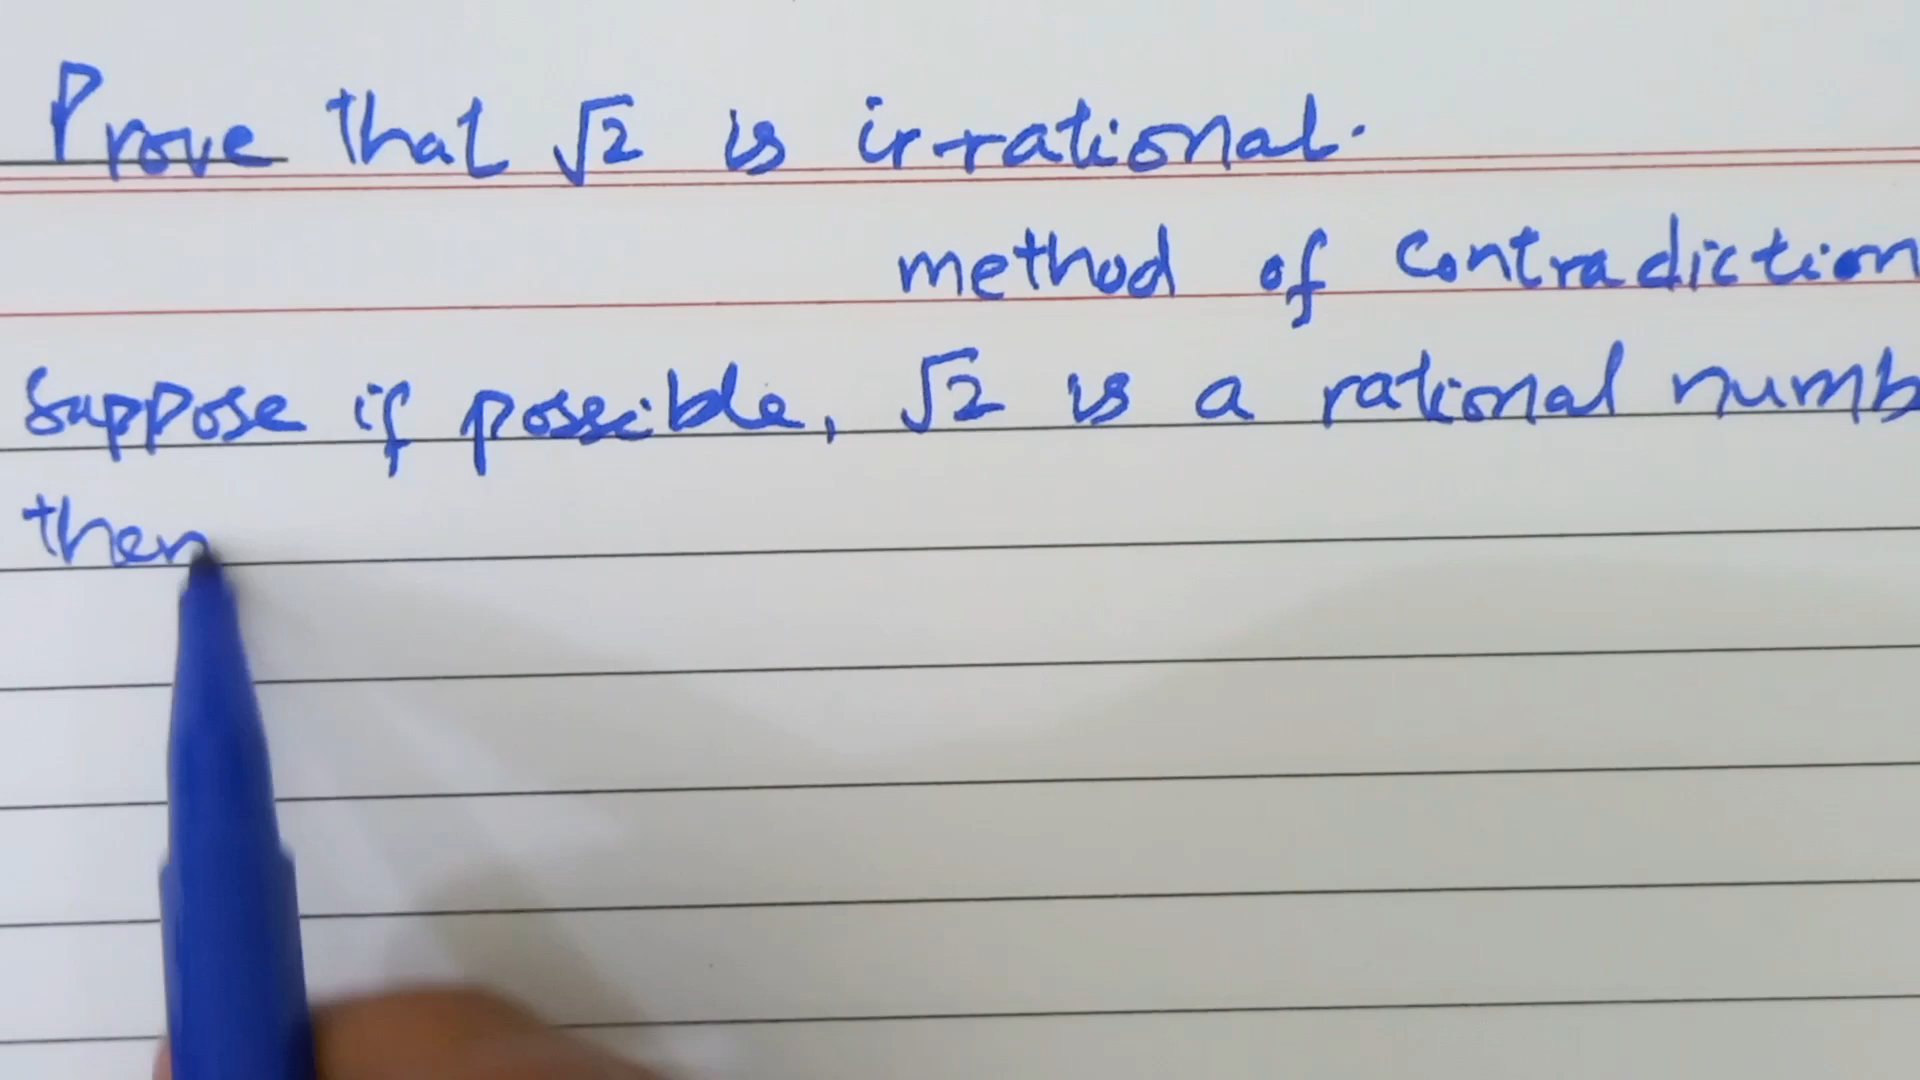 Prove that √2 is irrational.
method of contradiction
Suppose if possible, √2 is a rational numb
then